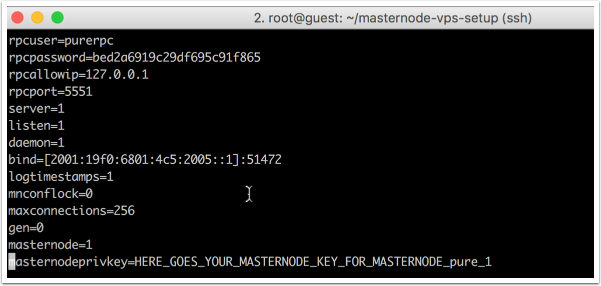 2. root@guest: ~/masternode-vps-setup (ssh)
rpcuser=purerpc
rpcpassword=bed2a6919c29df695c91f865
rpcallowip=127.0.0.1
rpcport=5551
server=1
listen=1
daemon=1
bind=[2001:19f0:6801:4c5:2005::1]:51472
logtimestamps=1
mnconflock=0
maxconnections=256
gen=0
masternode=1
masternodeprivkey=HERE_GOES_YOUR_MASTERNODE_KEY_FOR_MASTERNODE_pure_1